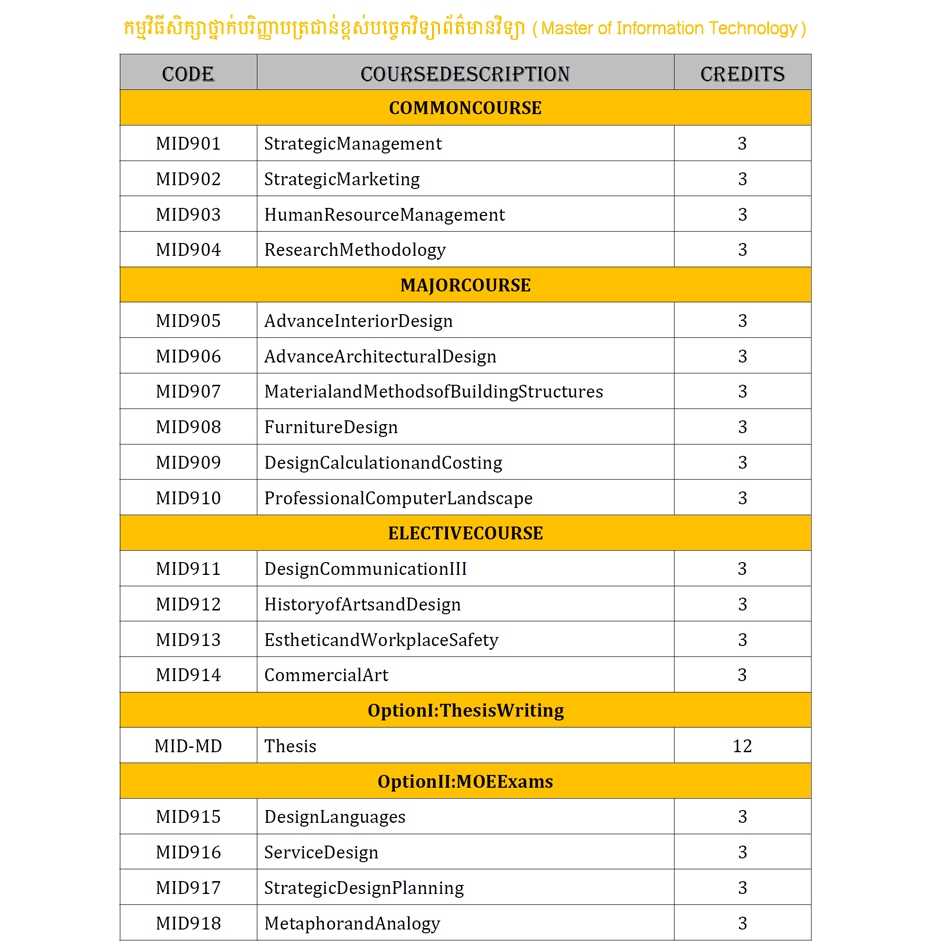 កម្មវិធីសិក្សាថ្នាក់បរិញ្ញាបត្រជាន់ខ្ពស់បច្ចេកវិទ្យាព័ត៌មានវិទ្យា ( Master of Information Technology )
CODE COURSEDESCRIPTION CREDITS
COMMONCOURSE
MID901 StrategicManagement 3
MID902 StrategicMarketing 3
MID903 HumanResourceManagement 3
MID904 ResearchMethodology 3
MAJORCOURSE
MID905 AdvanceInteriorDesign 3
MID906 AdvanceArchitecturalDesign 3
MID907 MaterialandMethodsofBuildingStructures 3
MID908 FurnitureDesign 3
MID909 DesignCalculationandCosting 3
MID910 ProfessionalComputerLandscape 3
ELECTIVECOURSE
MID911 DesignCommunicationIII 3
MID912 HistoryofArtsandDesign 3
MID913 EstheticandWorkplaceSafety 3
MID914 CommercialArt 3
OptionI:ThesisWriting
MID-MD Thesis 12
OptionII:MOEExams
MID915 DesignLanguages 3
MID916 ServiceDesign 3
MID917 StrategicDesignPlanning 3
MID918 MetaphorandAnalogy 3